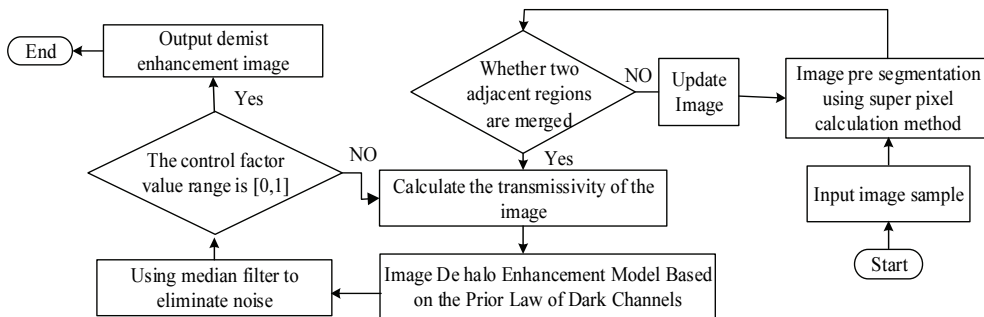 Start
Input image sample
Image pre segmentation
using super pixel
calculation method
Whether two
adjacent regions
are merged
NO
Update
Image
Yes
Calculate the transmissivity of the
image
Image De halo Enhancement Model Based
on the Prior Law of Dark Channels
Using median filter to
eliminate noise
The control factor
value range is [0,1]
NO
Yes
Output demist
enhancement image
End